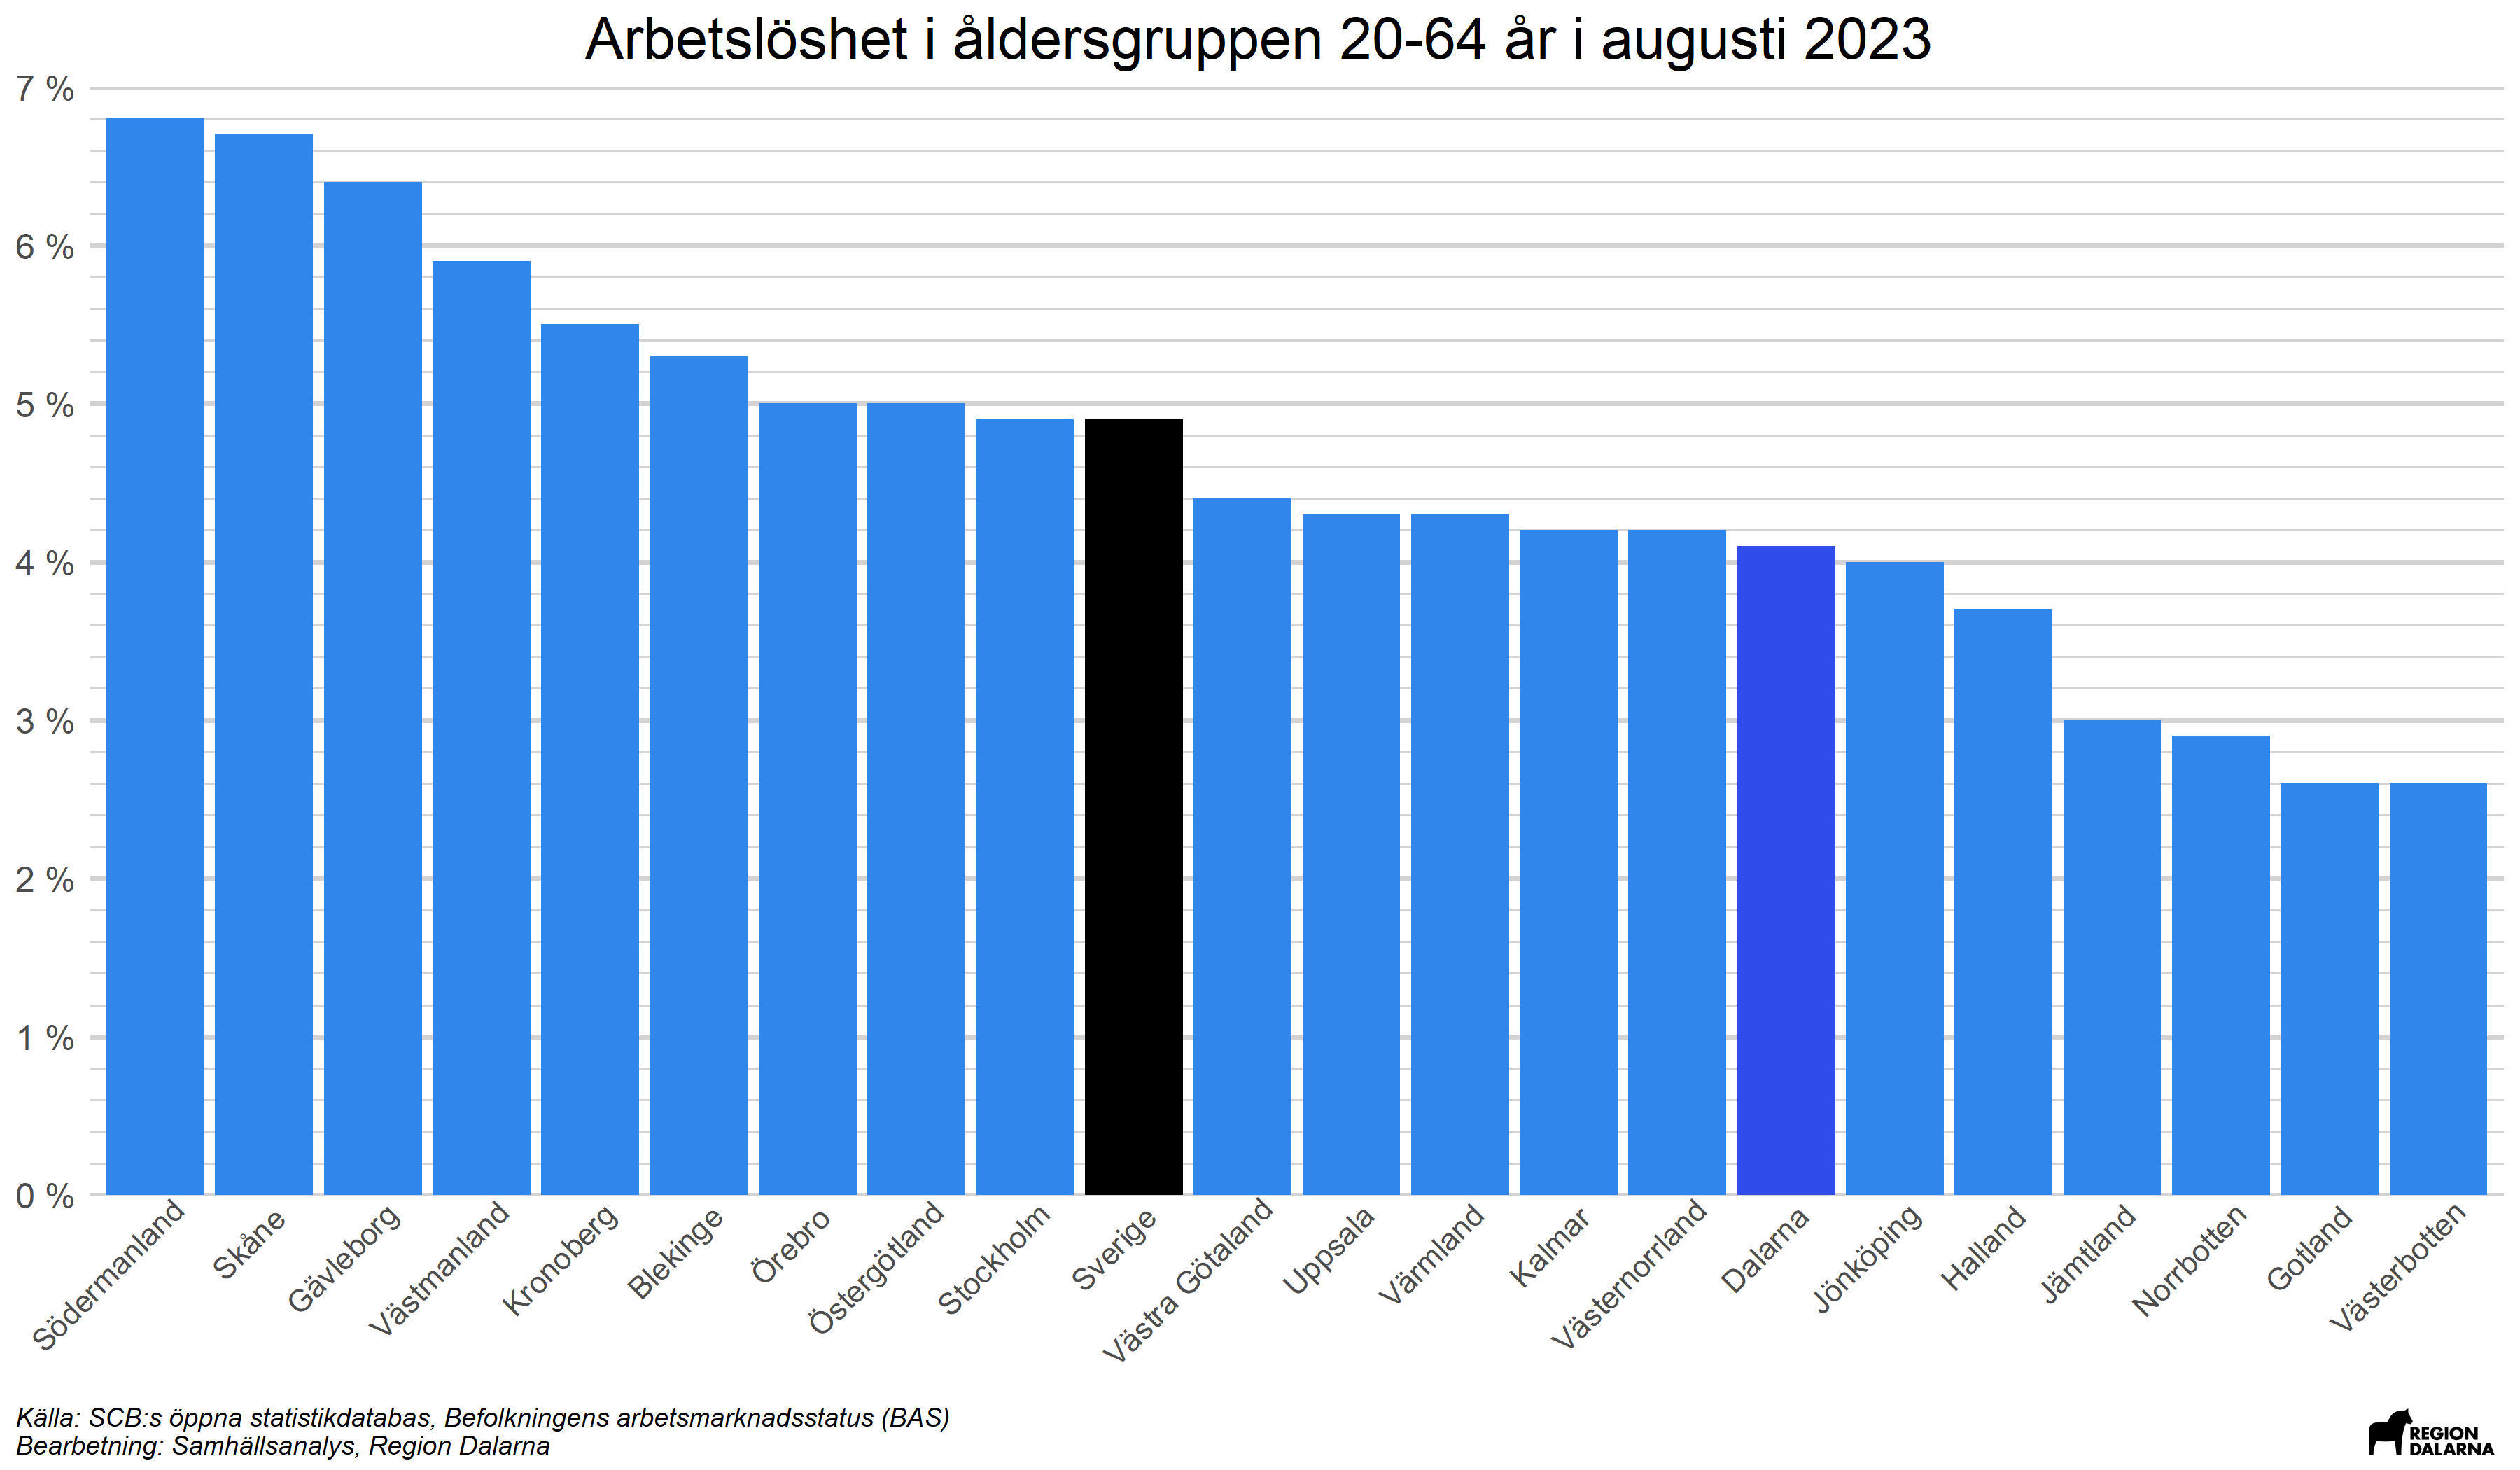 Arbetslöshet i åldersgruppen 20-64 år i augusti 2023
7 %
6 %
5 %
4 %
3 %
2 %
1 %
0 %
Södermanland
Skåne
Gävleborg
Västmanland
Kronoberg
Blekinge
Örebro
Östergötland
Stockholm
Sverige
Västra Götaland
Uppsala
Värmland
Kalmar
Västernorrland
Dalarna
Jönköping
Halland
Jämtland
Norrbotten
Gotland
Västerbotten
Källa: SCB:s öppna statistikdatabas, Befolkningens arbetsmarknadsstatus (BAS)
Bearbetning: Samhällsanalys, Region Dalarna
REGION
DALARNA